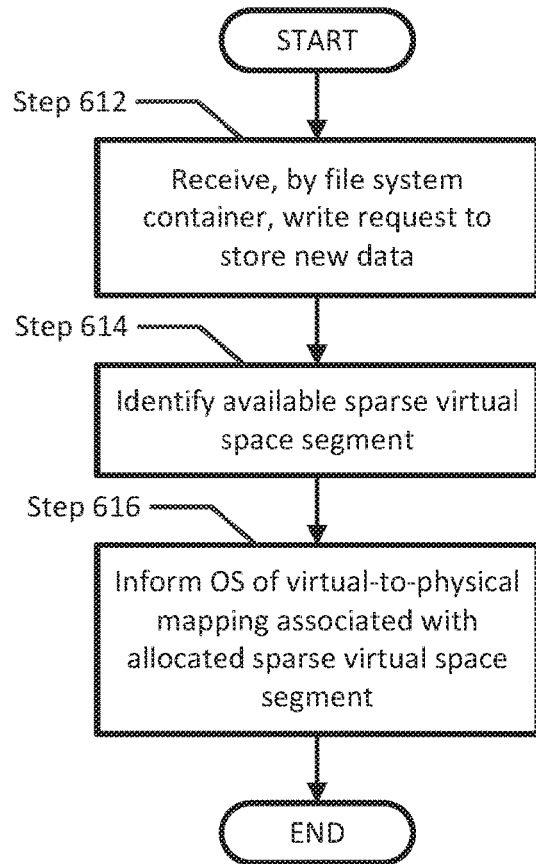 START
Step 612
Receive, by file system
container, write request to
store new data
Step 614
Identify available sparse virtual
space segment
Step 616
Inform OS of virtual-to-physical
mapping associated with
allocated sparse virtual space
segment
END